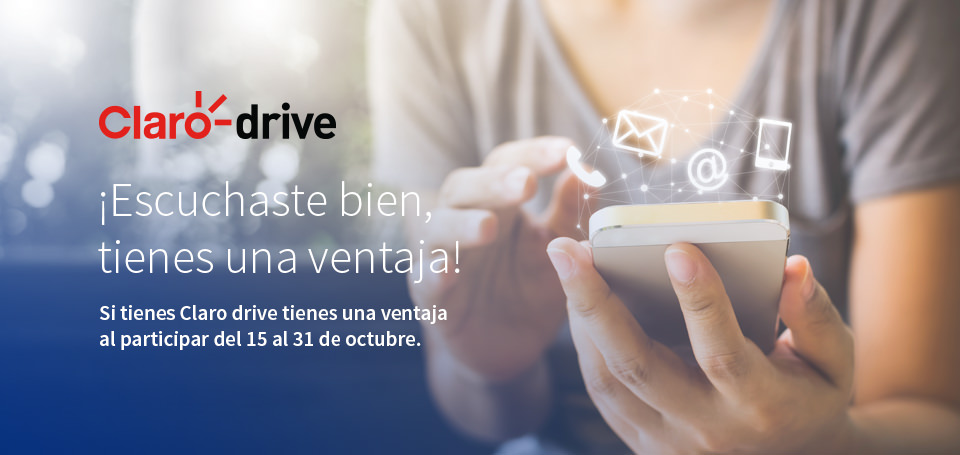 Claro-drive
¡Escuchaste bien,
tienes una ventaja!
Si tienes Claro drive tienes una ventaja
al participar del 15 al 31 de octubre.
@